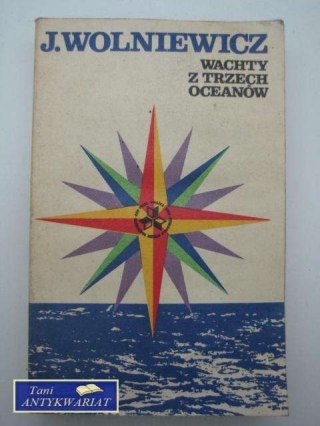 J. WOLNIEWICZ
WACHTY
Z TRZECH
OCEANÓW
Tani
ANTYKWARIAT